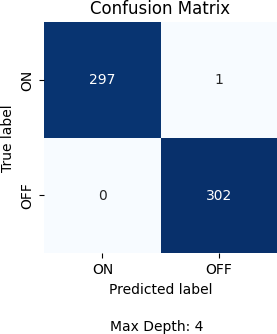 Confusion Matrix
True label
ON
297
1
OFF
0
302
ON
OFF
Predicted label
Max Depth: 4